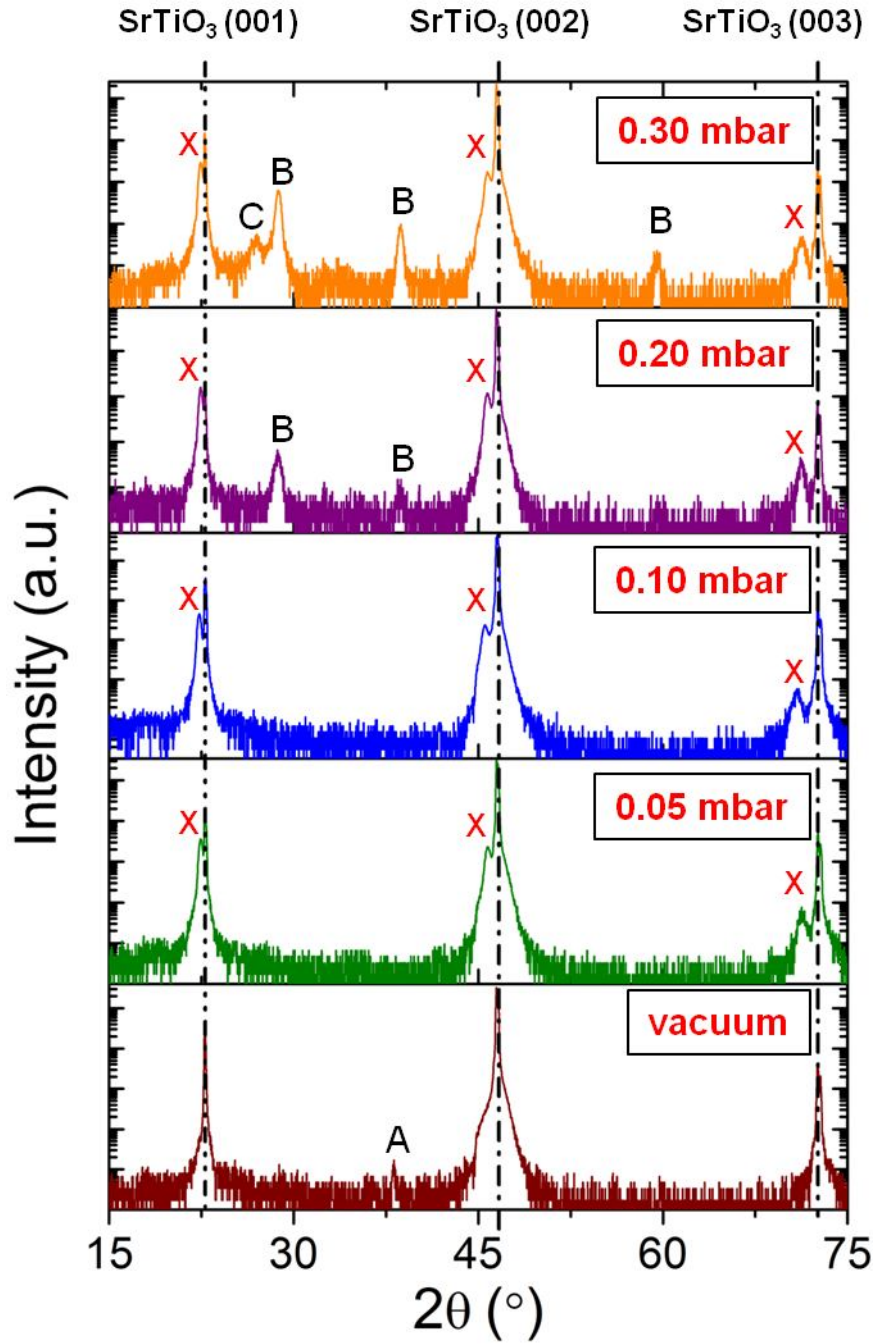 SrTiO₃ (001) SrTiO₃ (002) SrTiO₃ (003)
0.30 mbar
X C B B X B X
0.20 mbar
X B B X X
0.10 mbar
X X X
0.05 mbar
X X X
vacuum
A
15 30 45 60 75
2θ (°)
Intensity (a.u.)